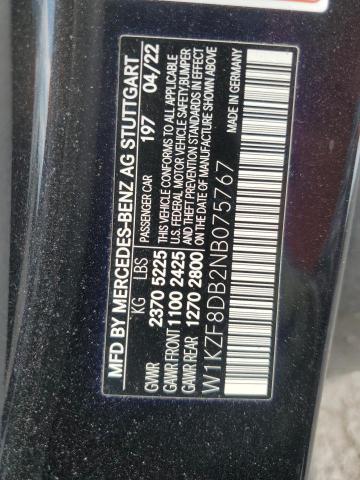 MFD BY MERCEDES-BENZ AG STUTTGART
KG LBS PASSENGER CAR 197 04/22
GVWR 2370 5225 THIS VEHICLE CONFORMS TO ALL APPLICABLE
GAWR FRONT 1100 2425 U.S. FEDERAL MOTOR VEHICLE SAFETY, BUMPER
GAWR REAR 1270 2800 AND THEFT PREVENTION STANDARDS IN EFFECT
ON THE DATE OF MANUFACTURE SHOWN ABOVE
W1KZF8DB2NB075767 MADE IN GERMANY